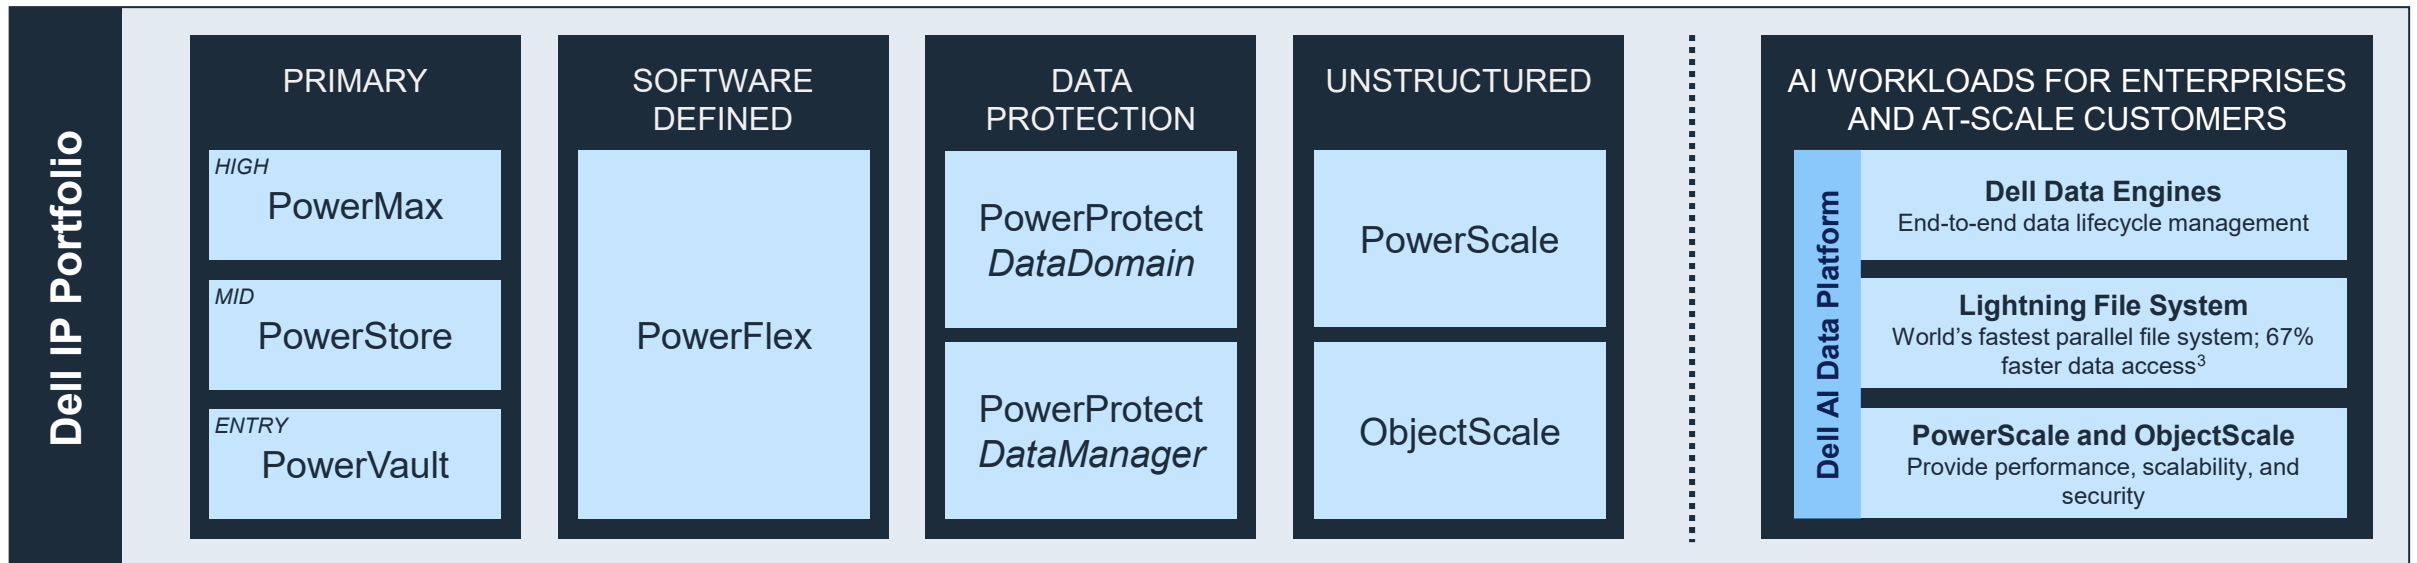 Dell IP Portfolio
PRIMARY
HIGH
PowerMax
MID
PowerStore
ENTRY
PowerVault
SOFTWARE
DEFINED
PowerFlex
DATA
PROTECTION
PowerProtect
DataDomain
PowerProtect
DataManager
UNSTRUCTURED
PowerScale
ObjectScale
AI WORKLOADS FOR ENTERPRISES
AND AT-SCALE CUSTOMERS
Dell AI Data Platform
Dell Data Engines
End-to-end data lifecycle management
Lightning File System
World’s fastest parallel file system; 67%
faster data access³
PowerScale and ObjectScale
Provide performance, scalability, and
security